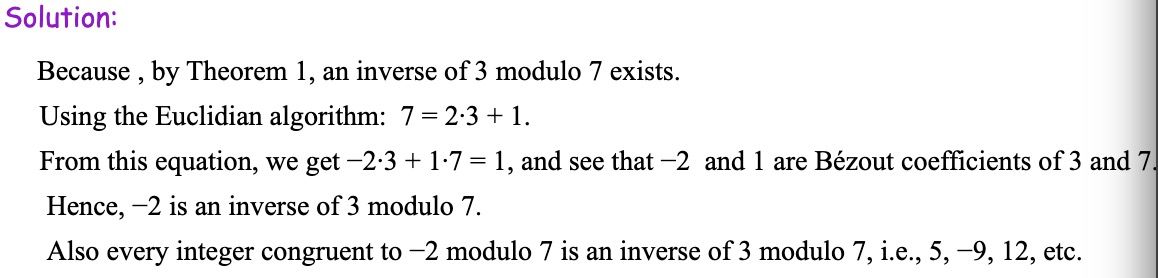 Solution:
Because , by Theorem 1, an inverse of 3 modulo 7 exists.
Using the Euclidian algorithm: 7 = 2∙3 + 1.
From this equation, we get −2∙3 + 1∙7 = 1, and see that −2 and 1 are Bézout coefficients of 3 and 7.
Hence, −2 is an inverse of 3 modulo 7.
Also every integer congruent to −2 modulo 7 is an inverse of 3 modulo 7, i.e., 5, −9, 12, etc.